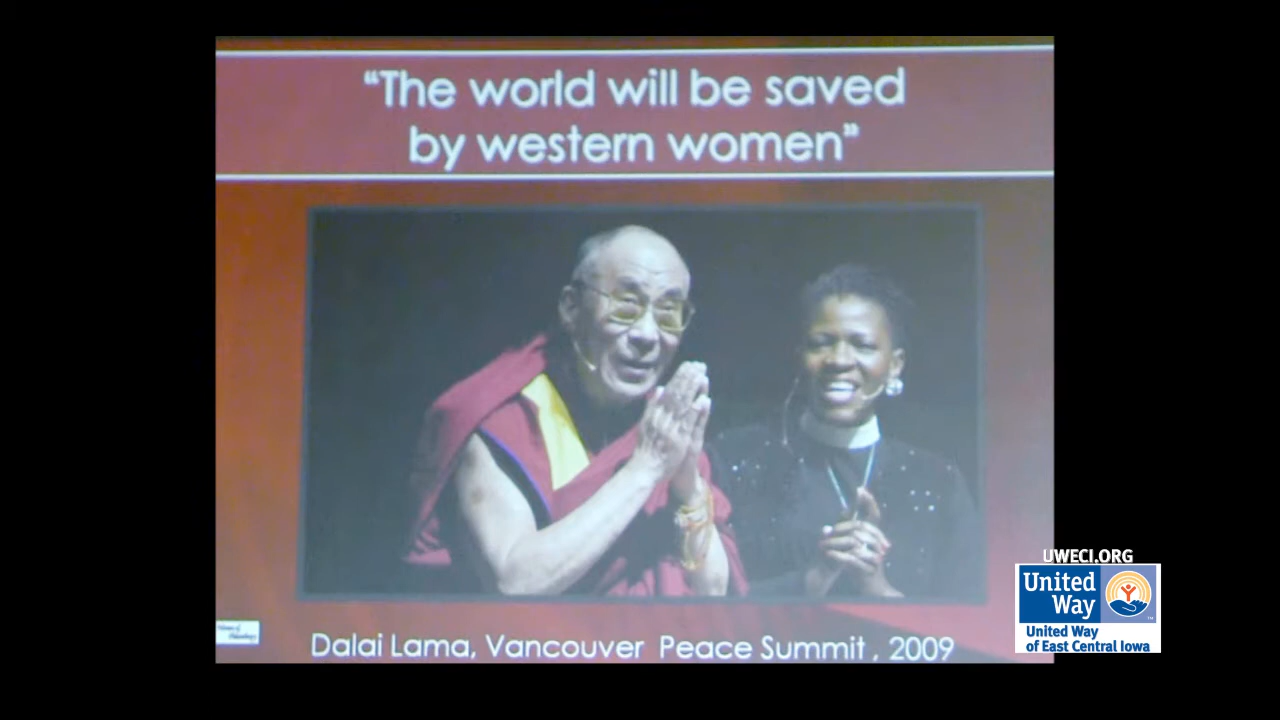 “The world will be saved
by western women”
Dalai Lama, Vancouver Peace Summit , 2009
UWECI.ORG
United
Way
United Way
of East Central Iowa